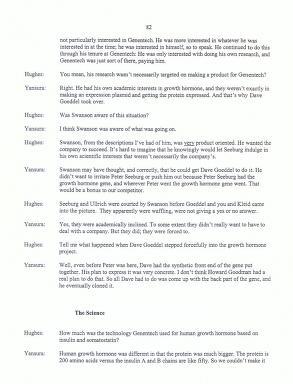 82
not particularly interested in Genentech. He was more interested in whatever he was
interested in at the time; he was interested in himself, so to speak. He continued to do this
through his tenure at Genentech: He was only interested with doing his own research, and
Genentech was just sort of there, paying him.
Hughes: You mean, his research wasn't necessarily targeted on making a product for Genentech?
Yansura: Right. He had his own academic interests in growth hormone, and they weren't exactly in
making an expression plasmid and getting the protein expressed. And that's why Dave
Goeddel took over.
Hughes: Was Swanson aware of this situation?
Yansura: I think Swanson was aware of what was going on.
Hughes: Swanson, from the descriptions I've had of him, was very product oriented. He wanted the
company to succeed. It's hard to imagine that he knowingly would let Seeburg indulge in
his own scientific interests that weren't necessarily the company's.
Yansura: Swanson may have thought, and correctly, that he could get Dave Goeddel to do it. He
didn't want to irritate Peter Seeburg or push him out because Peter Seeburg had the
growth hormone gene, and wherever Peter went the growth hormone gene went. That
would be a bonus to our competitor.
Hughes: Seeburg and Ullrich were courted by Swanson before Goeddel and you and Kleid came
into the picture. They apparently were waffling, were not giving a yes or no answer.
Yansura: Yes, they were academically inclined. To some extent they didn't really want to have to
deal with a company. But they did; they were forced to.
Hughes: Tell me what happened when Dave Goeddel stepped forcefully into the growth hormone
project.
Yansura: Well, even before Peter was here, Dave had the synthetic front end of the gene put
together. His plan to express it was very concrete. I don't think Howard Goodman had a
real plan to do that. So all Dave had to do was come up with the back part of the gene, and
he eventually cloned it.
The Science
Hughes: How much was the technology Genentech used for human growth hormone based on
insulin and somatostatin?
Yansura: Human growth hormone was different in that the protein was much bigger. The protein is
200 amino acids versus the insulin A and B chains are like fifty. So we couldn't make it